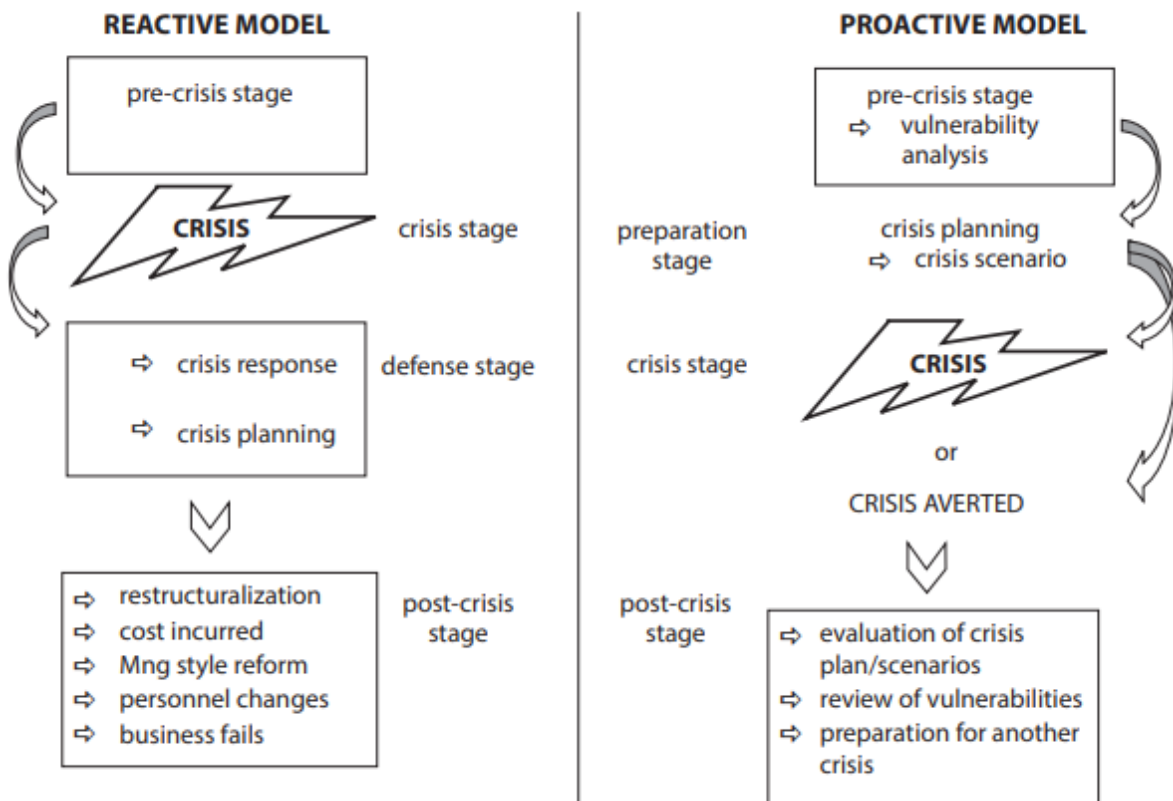 REACTIVE MODEL
pre-crisis stage
CRISIS
crisis stage
crisis response
defense stage
crisis planning
restructuralization
cost incurred
Mng style reform
personnel changes
business fails
post-crisis
stage
PROACTIVE MODEL
pre-crisis stage
vulnerability
analysis
preparation
stage
crisis planning
crisis scenario
crisis stage
CRISIS
or
CRISIS AVERTED
post-crisis
stage
evaluation of crisis
plan/scenarios
review of vulnerabilities
preparation for another
crisis